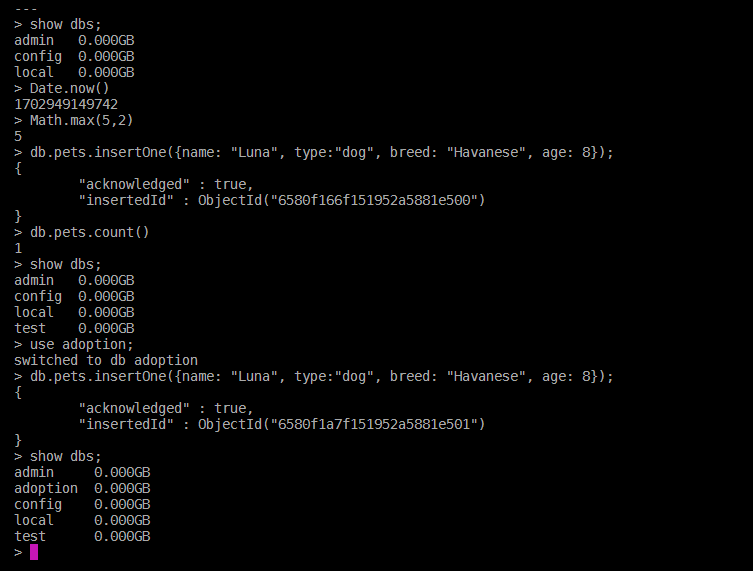 ---
> show dbs;
admin   0.000GB
config  0.000GB
local   0.000GB
> Date.now()
1702949149742
> Math.max(5,2)
5
> db.pets.insertOne({name: "Luna", type:"dog", breed: "Havanese", age: 8});
{
        "acknowledged" : true,
        "insertedId" : ObjectId("6580f166f151952a5881e500")
}
> db.pets.count()
1
> show dbs;
admin   0.000GB
config  0.000GB
local   0.000GB
test    0.000GB
> use adoption;
switched to db adoption
> db.pets.insertOne({name: "Luna", type:"dog", breed: "Havanese", age: 8});
{
        "acknowledged" : true,
        "insertedId" : ObjectId("6580f1a7f151952a5881e501")
}
> show dbs;
admin     0.000GB
adoption  0.000GB
config    0.000GB
local     0.000GB
test      0.000GB
>